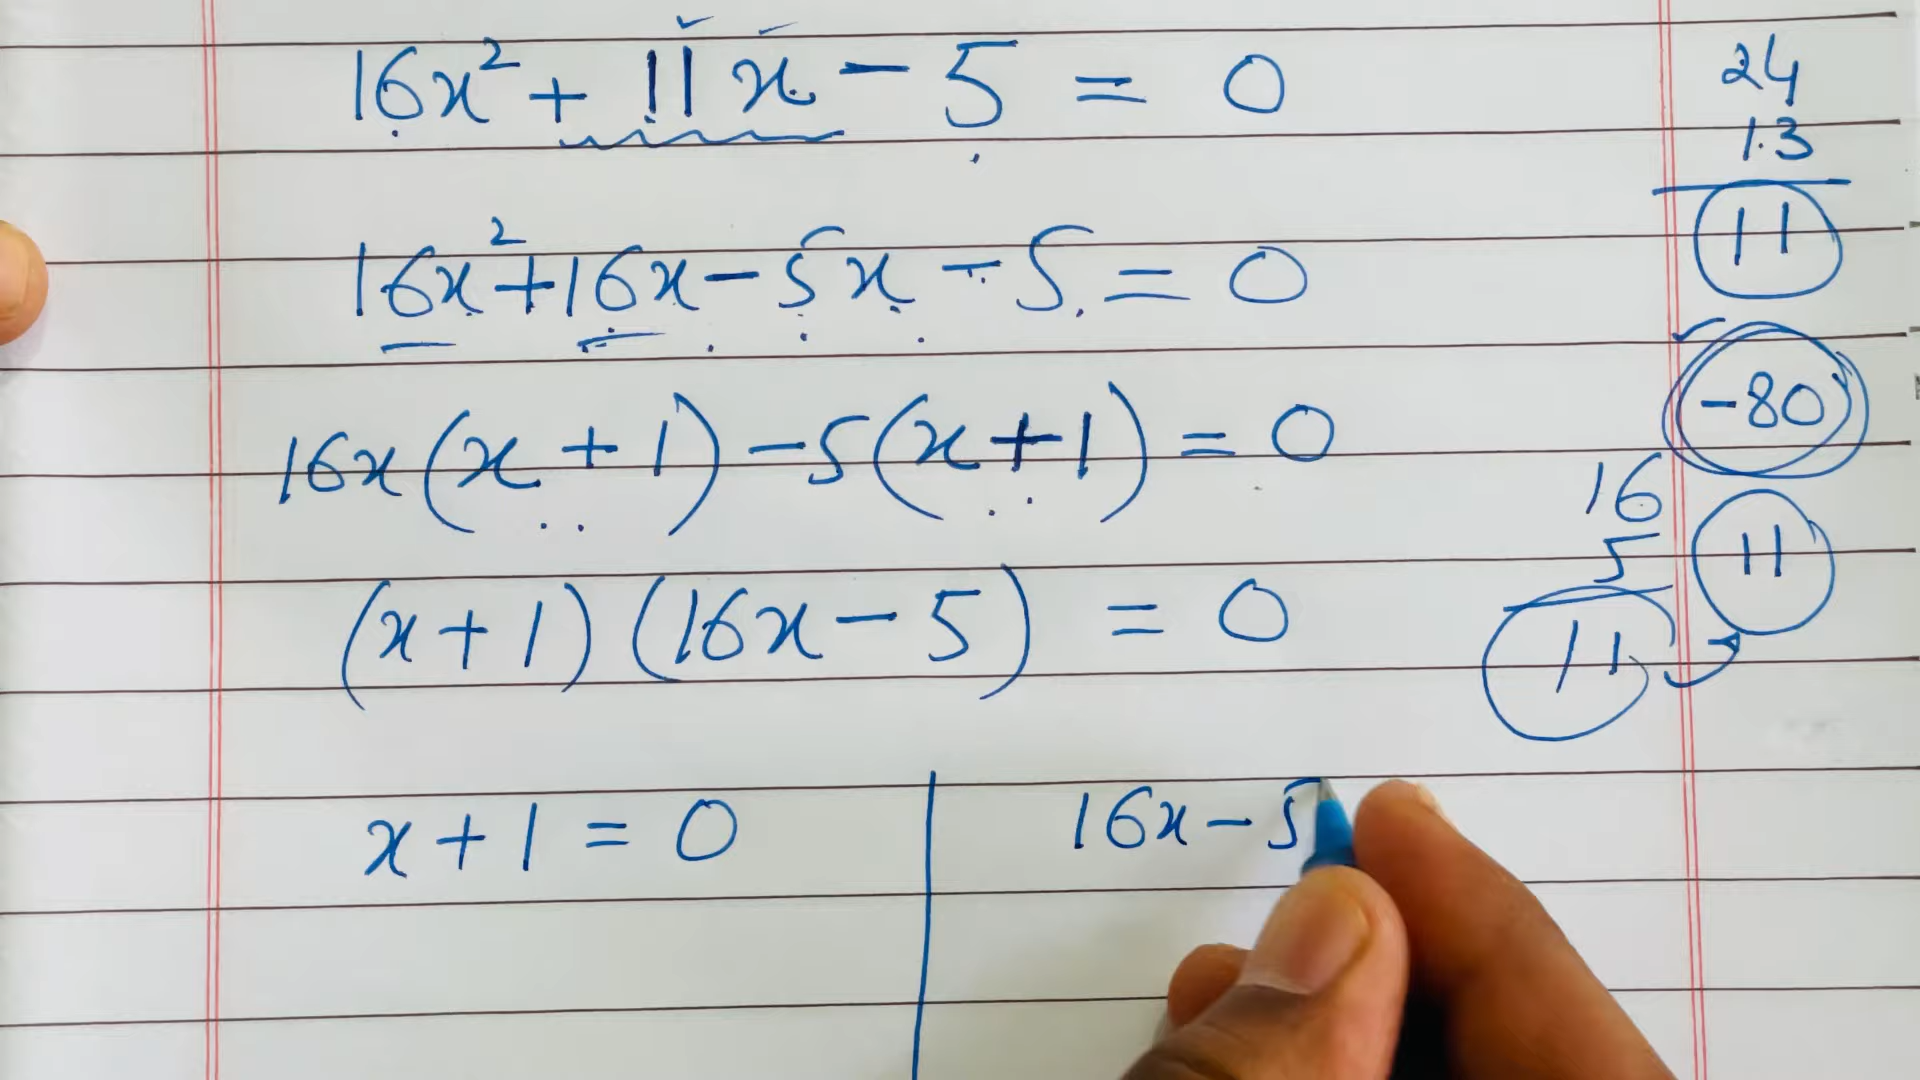 16x² + 11x - 5 = 0
16x² + 16x - 5x - 5 = 0
16x(x + 1) - 5(x + 1) = 0
(x + 1) (16x - 5) = 0
x + 1 = 0
16x - 5
24
13
11
-80
11
16
5
11